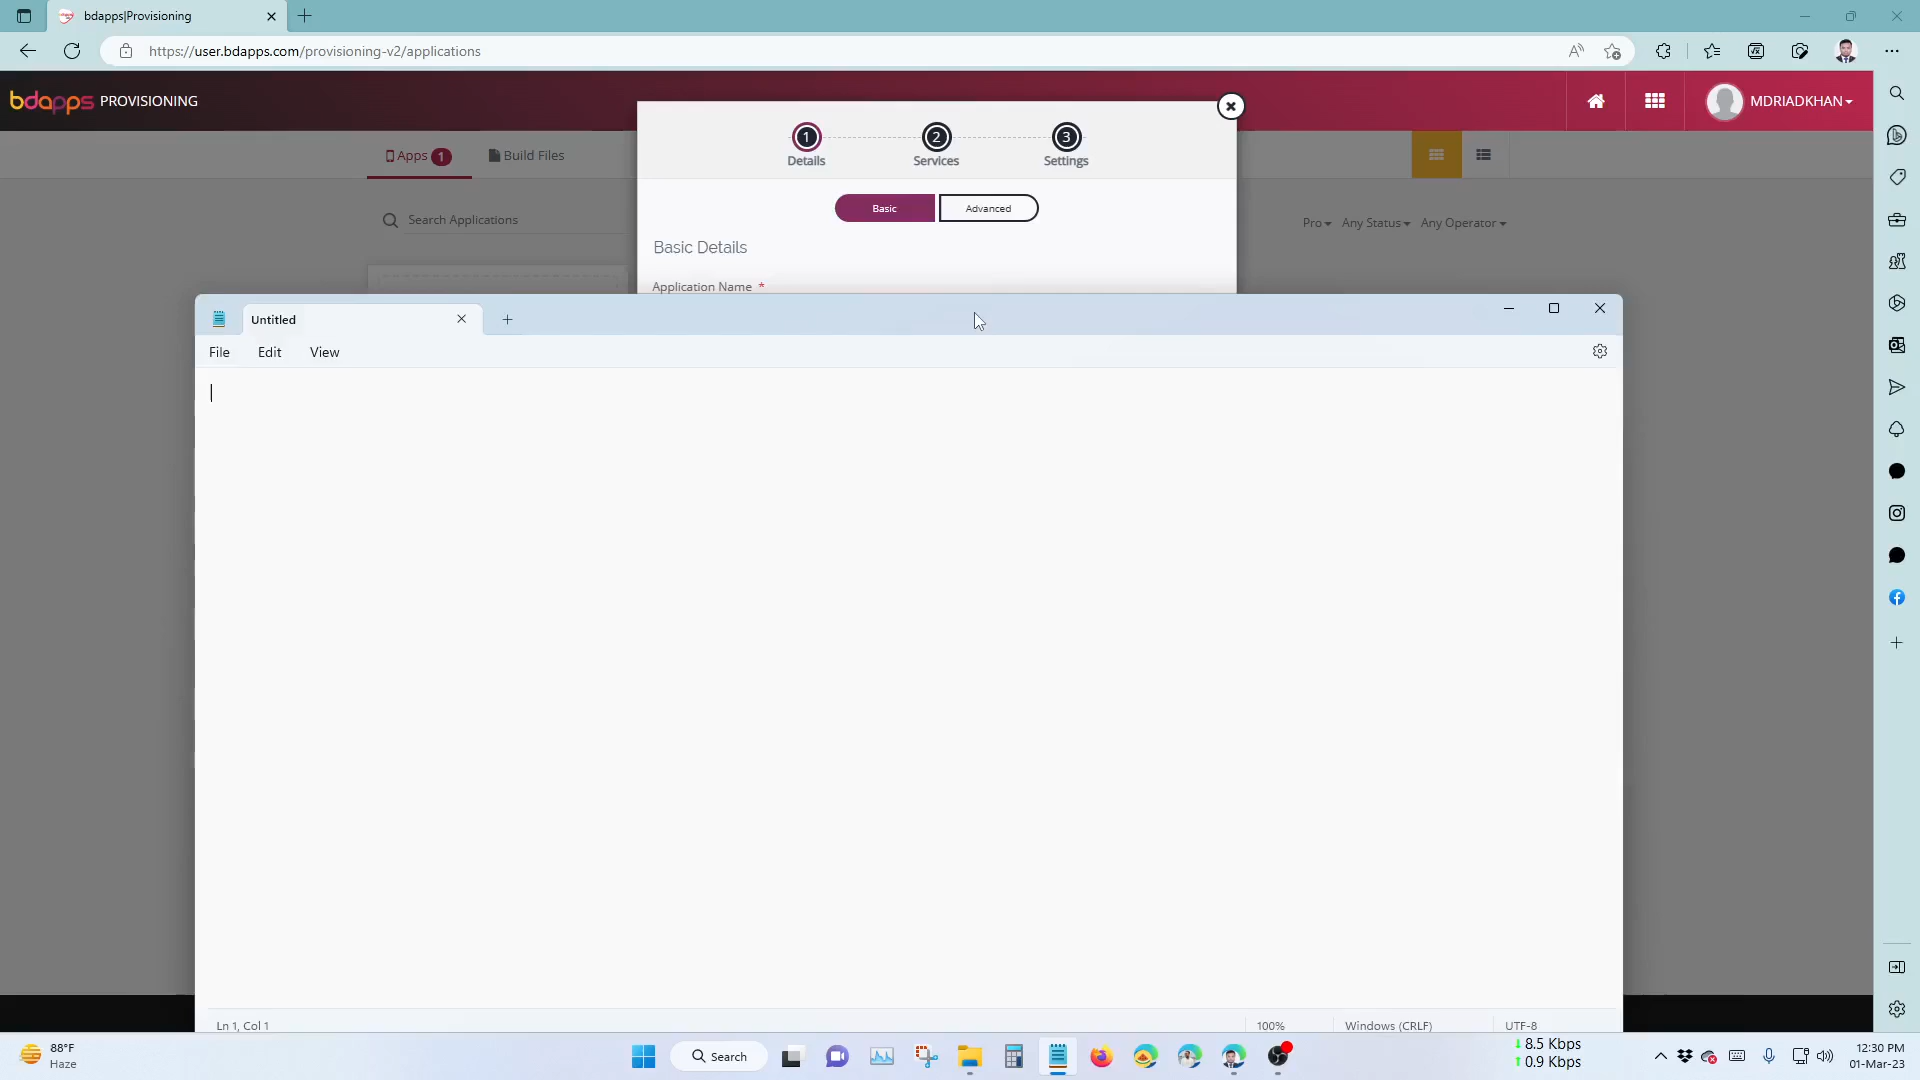 bdapps|Provisioning
https://user.bdapps.com/provisioning-v2/applications
bdapps PROVISIONING
MDRIADKHAN
1 2 3
Details Services Settings
Apps 1 Build Files
Basic Advanced
Search Applications
Pro Any Status Any Operator
Basic Details
Application Name *
Untitled
File Edit View
Ln 1, Col 1 100% Windows (CRLF) UTF-8
88°F
Haze
Search
8.5 Kbps
0.9 Kbps
12:30 PM
01-Mar-23